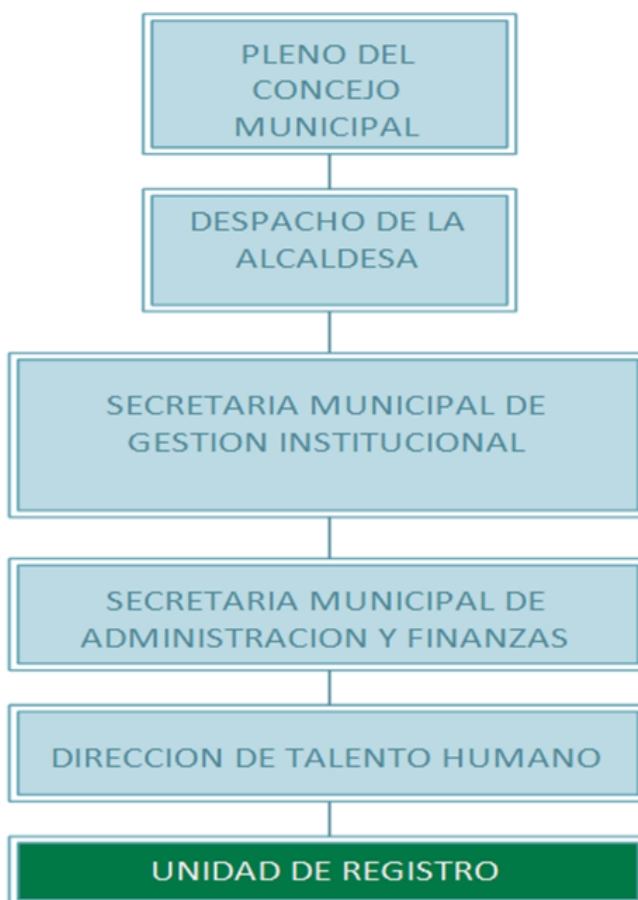 PLENO DEL
CONCEJO
MUNICIPAL
DESPACHO DE LA
ALCALDESA
SECRETARIA MUNICIPAL DE
GESTION INSTITUCIONAL
SECRETARIA MUNICIPAL DE
ADMINISTRACION Y FINANZAS
DIRECCION DE TALENTO HUMANO
UNIDAD DE REGISTRO